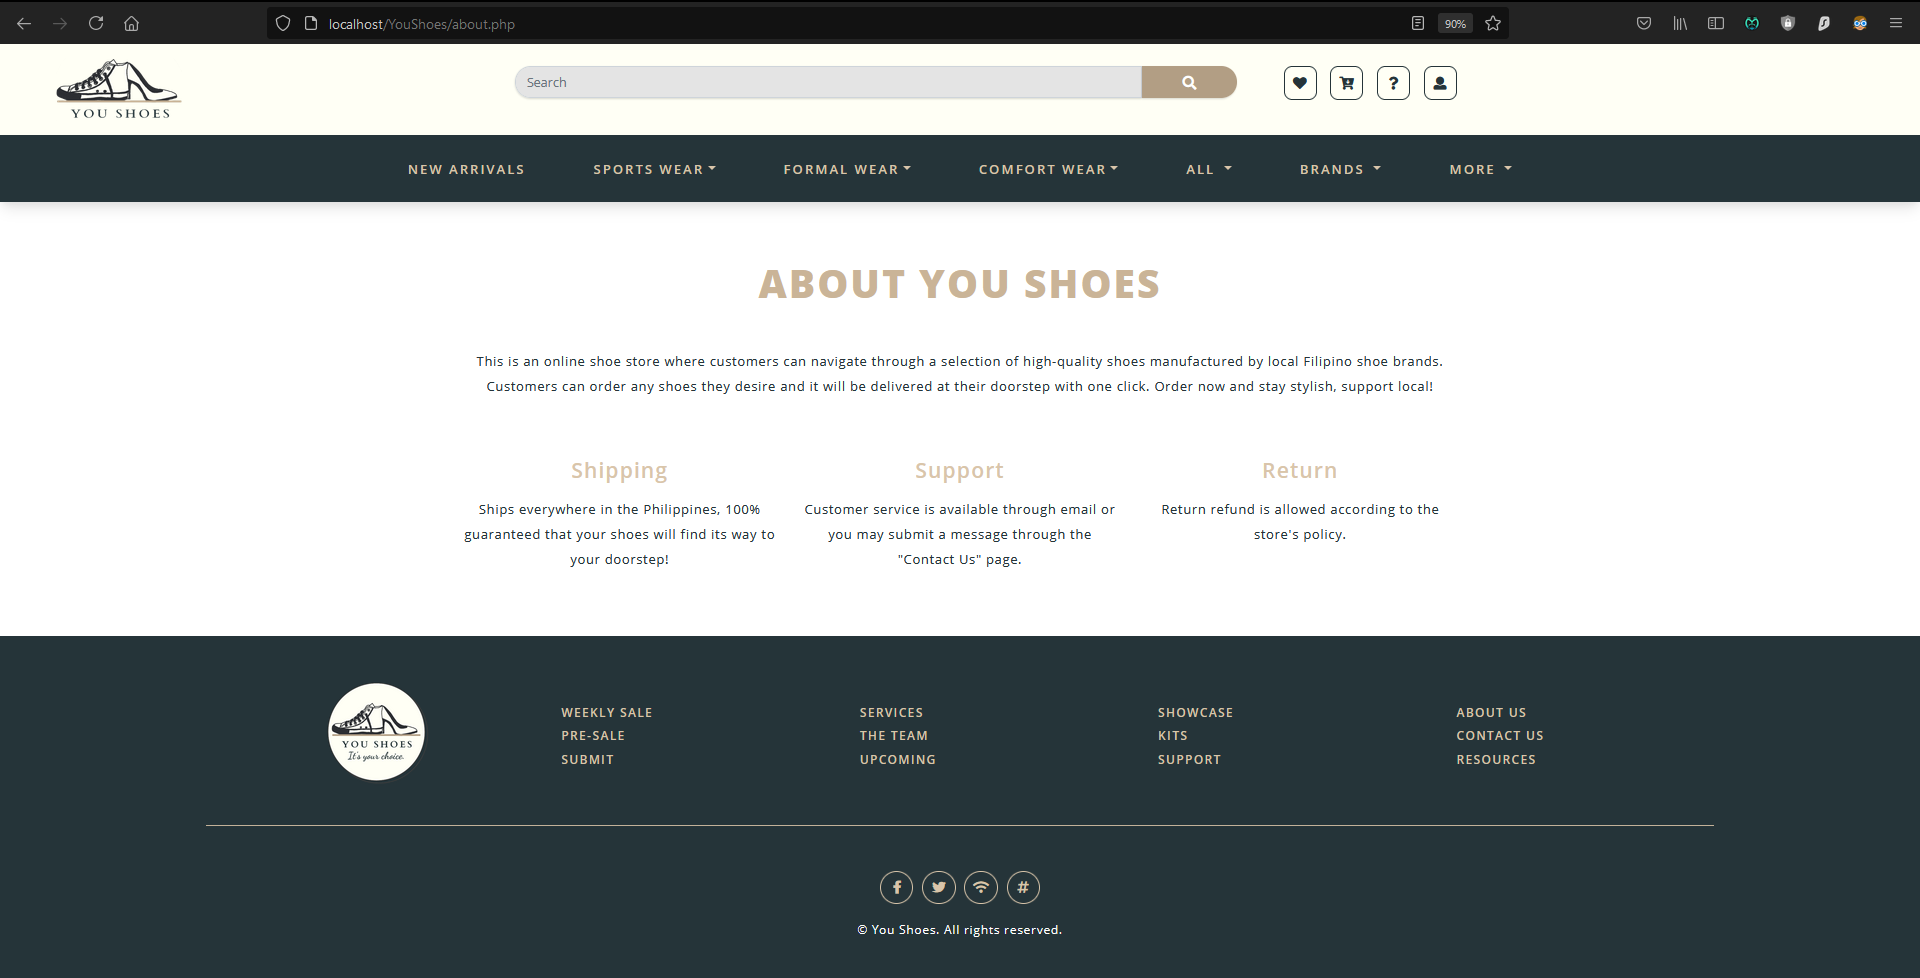 localhost/YouShoes/about.php
90%
YOU SHOES
Search
NEW ARRIVALS
SPORTS WEAR
FORMAL WEAR
COMFORT WEAR
ALL
BRANDS
MORE
ABOUT YOU SHOES
This is an online shoe store where customers can navigate through a selection of high-quality shoes manufactured by local Filipino shoe brands.
Customers can order any shoes they desire and it will be delivered at their doorstep with one click. Order now and stay stylish, support local!
Shipping
Ships everywhere in the Philippines, 100%
guaranteed that your shoes will find its way to
your doorstep!
Support
Customer service is available through email or
you may submit a message through the
"Contact Us" page.
Return
Return refund is allowed according to the
store's policy.
YOU SHOES
It's your choice.
WEEKLY SALE
PRE-SALE
SUBMIT
SERVICES
THE TEAM
UPCOMING
SHOWCASE
KITS
SUPPORT
ABOUT US
CONTACT US
RESOURCES
© You Shoes. All rights reserved.